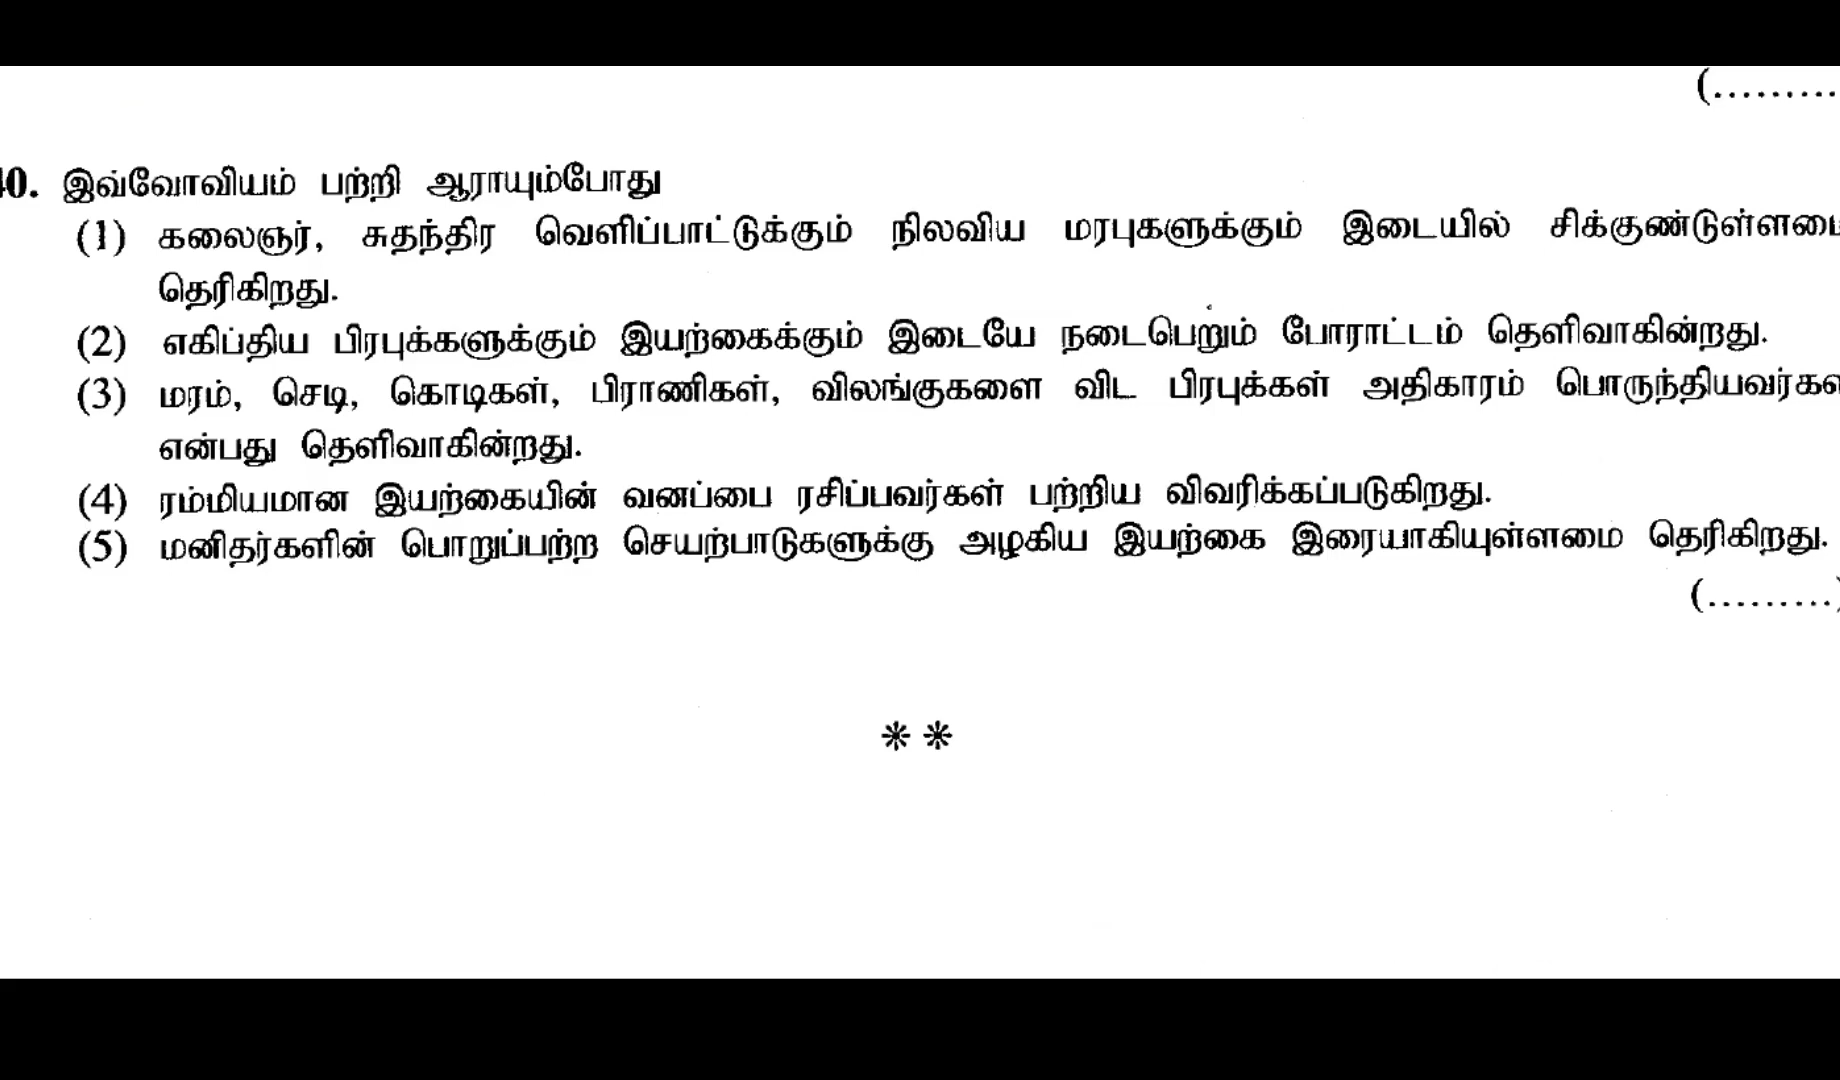 (.........
40. இவ்வோவியம் பற்றி ஆராயும்போது
(1) கலைஞர், சுதந்திர வெளிப்பாட்டுக்கும் நிலவிய மரபுகளுக்கும் இடையில் சிக்குண்டுள்ளமை
தெரிகிறது.
(2) எகிப்திய பிரபுக்களுக்கும் இயற்கைக்கும் இடையே நடைபெறும் போராட்டம் தெளிவாகின்றது.
(3) மரம், செடி, கொடிகள், பிராணிகள், விலங்குகளை விட பிரபுக்கள் அதிகாரம் பொருந்தியவர்கள்
என்பது தெளிவாகின்றது.
(4) ரம்மியமான இயற்கையின் வனப்பை ரசிப்பவர்கள் பற்றிய விவரிக்கப்படுகிறது.
(5) மனிதர்களின் பொறுப்பற்ற செயற்பாடுகளுக்கு அழகிய இயற்கை இரையாகியுள்ளமை தெரிகிறது.
(.........)
**